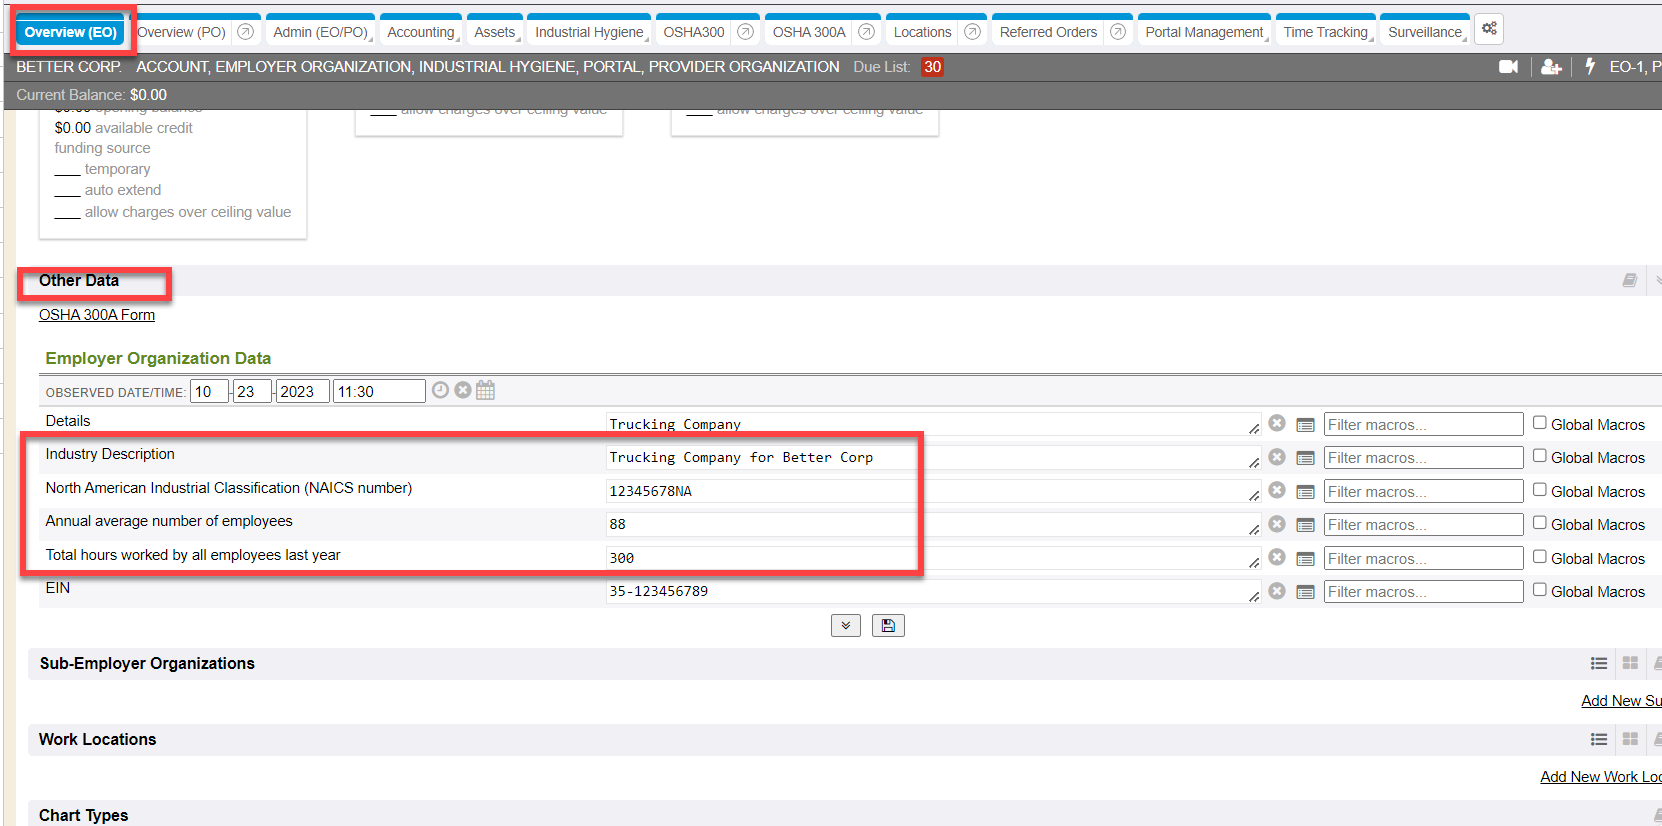 Overview (EO) Overview (PO) Admin (EO/PO) Accounting Assets Industrial Hygiene OSHA300 OSHA 300A Locations Referred Orders Portal Management Time Tracking Surveillance
BETTER CORP. ACCOUNT, EMPLOYER ORGANIZATION, INDUSTRIAL HYGIENE, PORTAL, PROVIDER ORGANIZATION Due List: 30 EO-1, P
Current Balance: $0.00
$0.00 opening balance allow charges over ceiling value allow charges over ceiling value
$0.00 available credit
funding source
___ temporary
___ auto extend
___ allow charges over ceiling value
Other Data
OSHA 300A Form
Employer Organization Data
OBSERVED DATE/TIME: 10 - 23 - 2023 11:30
Details Trucking Company Filter macros... Global Macros
Industry Description Trucking Company for Better Corp Filter macros... Global Macros
North American Industrial Classification (NAICS number) 12345678NA Filter macros... Global Macros
Annual average number of employees 88 Filter macros... Global Macros
Total hours worked by all employees last year 300 Filter macros... Global Macros
EIN 35-123456789 Filter macros... Global Macros
Sub-Employer Organizations
Add New Su
Work Locations
Add New Work Loc
Chart Types